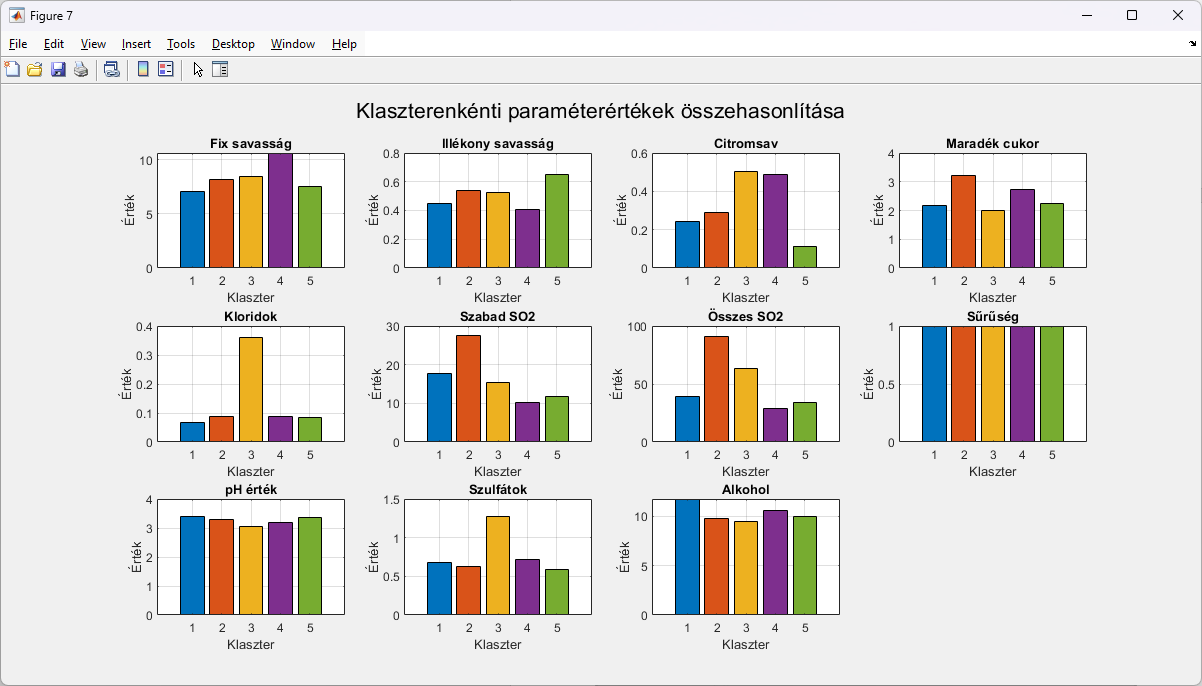 Figure 7
File Edit View Insert Tools Desktop Window Help
Klaszterenkénti paraméterértékek összehasonlítása
Fix savasság
10
5
0
Érték
1 2 3 4 5
Klaszter
Illékony savasság
0.8
0.6
0.4
0.2
0
Érték
1 2 3 4 5
Klaszter
Citromsav
0.6
0.4
0.2
0
Érték
1 2 3 4 5
Klaszter
Maradék cukor
4
3
2
1
0
Érték
1 2 3 4 5
Klaszter
Kloridok
0.4
0.3
0.2
0.1
0
Érték
1 2 3 4 5
Klaszter
Szabad SO2
30
20
10
0
Érték
1 2 3 4 5
Klaszter
Összes SO2
100
50
0
Érték
1 2 3 4 5
Klaszter
Sűrűség
1
0.5
0
Érték
1 2 3 4 5
Klaszter
pH érték
4
3
2
1
0
Érték
1 2 3 4 5
Klaszter
Szulfátok
1.5
1
0.5
0
Érték
1 2 3 4 5
Klaszter
Alkohol
10
5
0
Érték
1 2 3 4 5
Klaszter